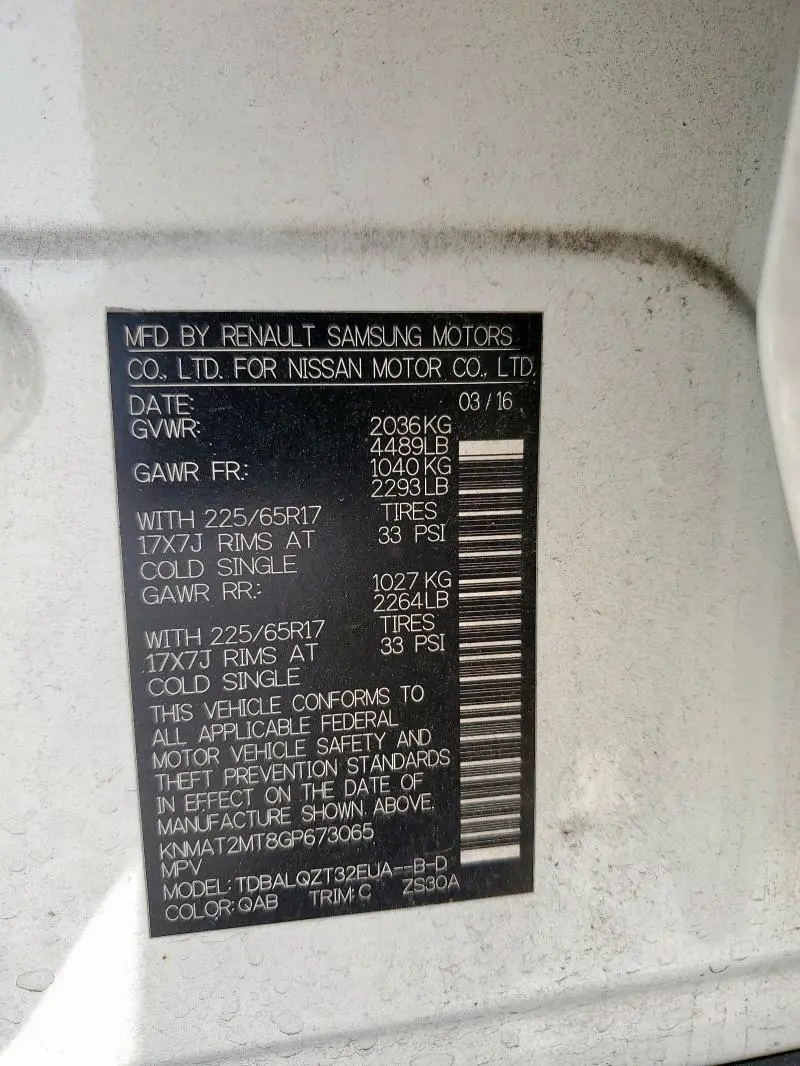 MFD BY RENAULT SAMSUNG MOTORS
CO., LTD. FOR NISSAN MOTOR CO., LTD.
DATE: 03 / 16
GVWR: 2036KG
4489LB
GAWR FR.: 1040KG
2293LB
WITH 225/65R17 TIRES
17X7J RIMS AT 33 PSI
COLD SINGLE
GAWR RR.: 1027KG
2264LB
WITH 225/65R17 TIRES
17X7J RIMS AT 33 PSI
COLD SINGLE
THIS VEHICLE CONFORMS TO
ALL APPLICABLE FEDERAL
MOTOR VEHICLE SAFETY AND
THEFT PREVENTION STANDARDS
IN EFFECT ON THE DATE OF
MANUFACTURE SHOWN ABOVE.
KNMAT2MT8GP673065
MPV
MODEL: TDBALQZT32EUA--B-D
COLOR: QAB TRIM: C ZS30A